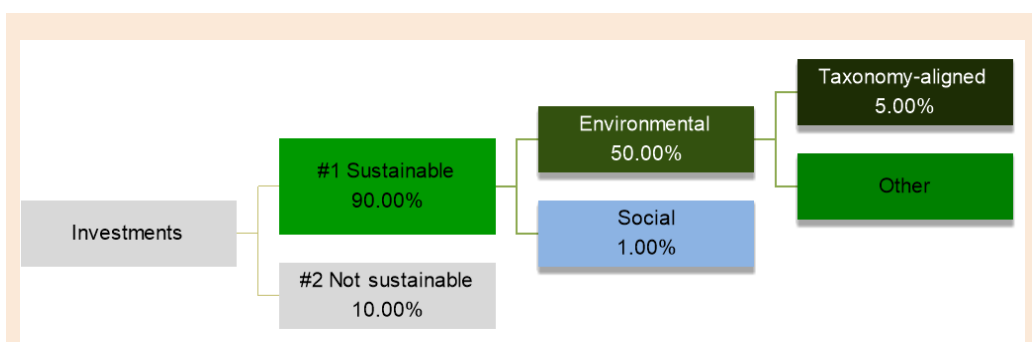 Investments
#1 Sustainable
90.00%
#2 Not sustainable
10.00%
Environmental
50.00%
Social
1.00%
Taxonomy-aligned
5.00%
Other